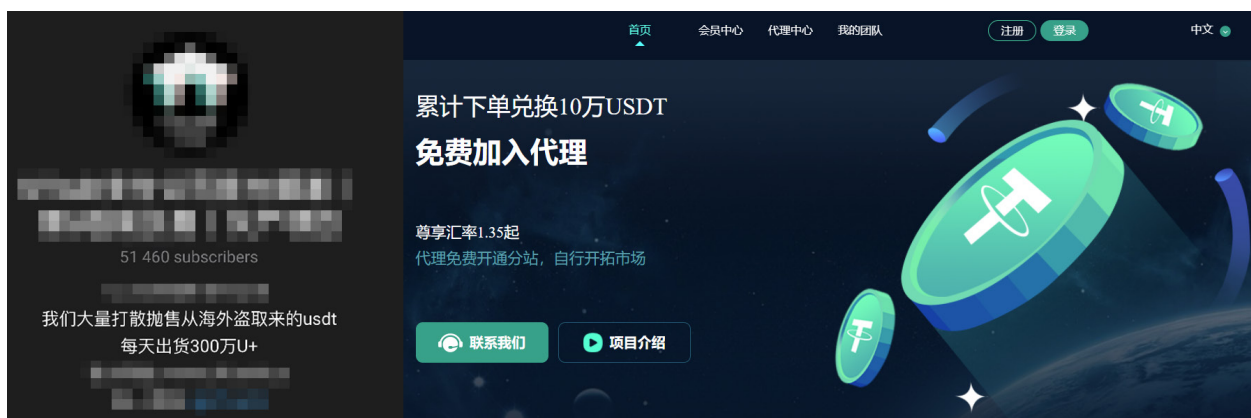 51 460 subscribers
我们大量打散抛售从海外盗取来的usdt
每天出货300万U+
首页
会员中心
代理中心
我的团队
注册
登录
中文
累计下单兑换10万USDT
免费加入代理
尊享汇率1.35起
代理免费开通分站，自行开拓市场
联系我们
项目介绍